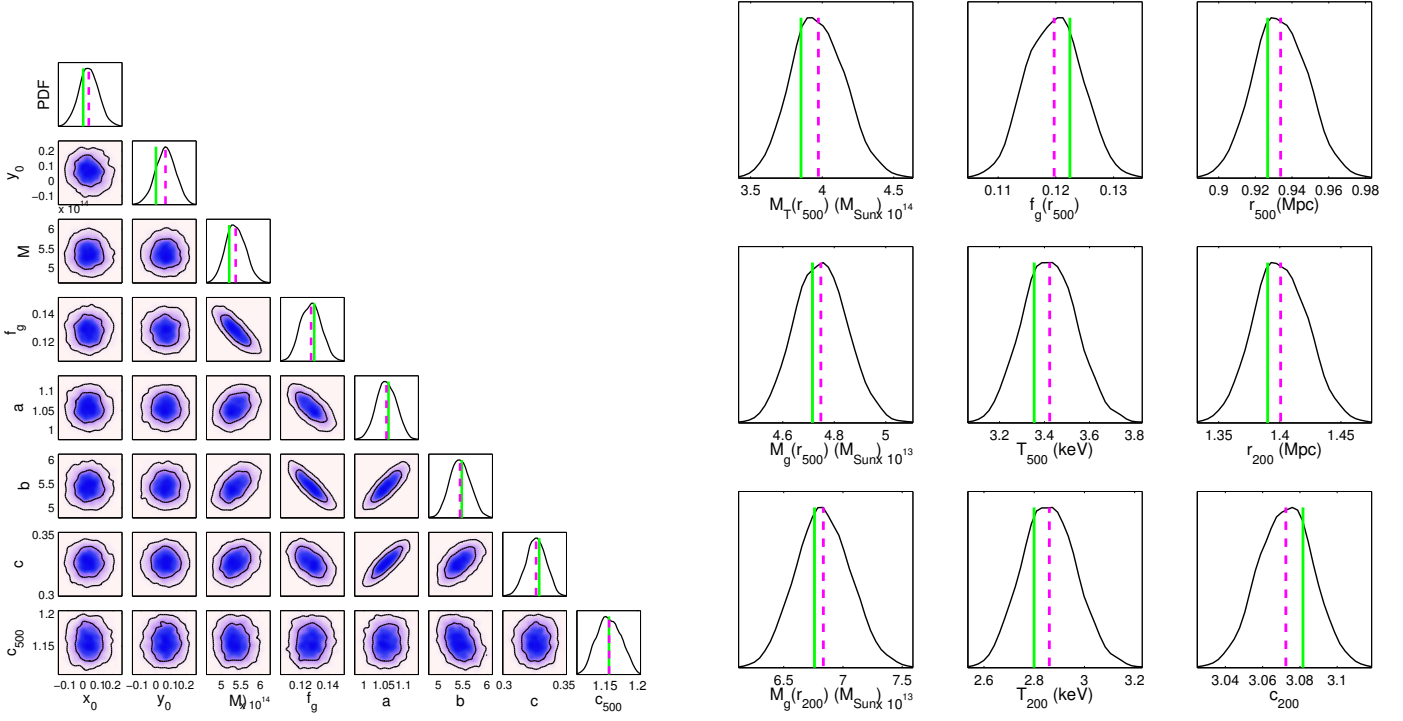 PDF
y0
0.2
0.1
0
−0.1
x 10^14
M
6
5.5
5
fg
0.14
0.12
a
1.1
1.05
1
b
6
5.5
5
c
0.35
0.3
c500
1.2
1.15
−0.1 0 0.1 0.2
x0
−0.1 0 0.1 0.2
y0
5 5.5 6
M
x 10^14
0.12 0.14
fg
1 1.05 1.1
a
5 5.5 6
b
0.3 0.35
c
1.15 1.2
c500
3.5 4 4.5
MT(r500) (MSun x 10^14
0.11 0.12 0.13
fg(r500)
0.9 0.92 0.94 0.96 0.98
r500 (Mpc)
4.6 4.8 5
Mg(r500) (MSun x 10^13
3.2 3.4 3.6 3.8
T500 (keV)
1.35 1.4 1.45
r200 (Mpc)
6.5 7 7.5
Mg(r200) (MSun x 10^13
2.6 2.8 3 3.2
T200 (keV)
3.04 3.06 3.08 3.1
c200